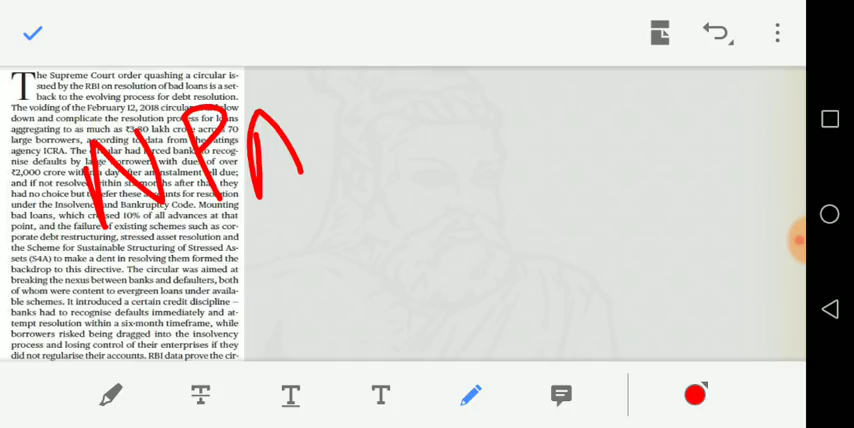 The Supreme Court order quashing a circular is-
sued by the RBI on resolution of bad loans is a set-
back to the evolving process for debt resolution.
The voiding of the February 12, 2018 circular could slow
down and complicate the resolution process for loans
aggregating to as much as ₹3.80 lakh crore across 70
large borrowers, according to data from the ratings
agency ICRA. The circular had forced banks to recog-
nise defaults by large borrowers with dues of over
₹2,000 crore within a day after an instalment fell due;
and if not resolved within six months after that, they
had no choice but to refer these accounts for resolution
under the Insolvency and Bankruptcy Code. Mounting
bad loans, which crossed 10% of all advances at that
point, and the failure of existing schemes such as cor-
porate debt restructuring, stressed asset resolution and
the Scheme for Sustainable Structuring of Stressed As-
sets (S4A) to make a dent in resolving them formed the
backdrop to this directive. The circular was aimed at
breaking the nexus between banks and defaulters, both
of whom were content to evergreen loans under availa-
ble schemes. It introduced a certain credit discipline —
banks had to recognise defaults immediately and at-
tempt resolution within a six-month timeframe, while
borrowers risked being dragged into the insolvency
process and losing control of their enterprises if they
did not regularise their accounts. RBI data prove the cir-
NPA